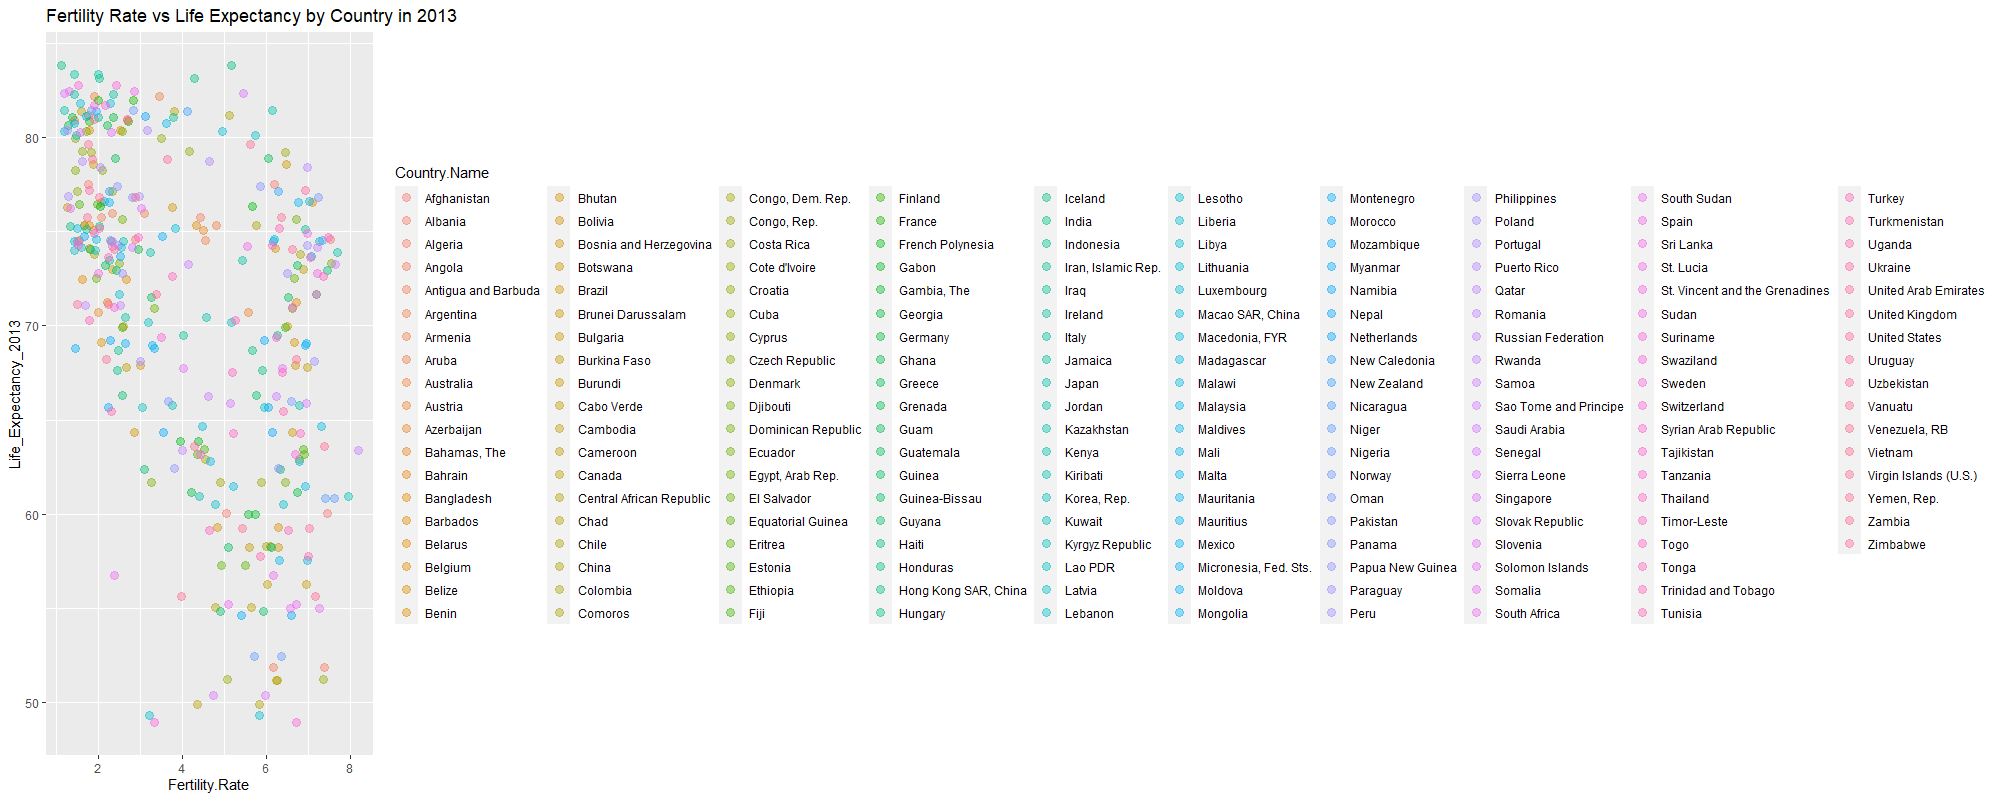 Fertility Rate vs Life Expectancy by Country in 2013
Life_Expectancy_2013
80
70
60
50
2 4 6 8
Fertility.Rate
Country.Name
Afghanistan
Albania
Algeria
Angola
Antigua and Barbuda
Argentina
Armenia
Aruba
Australia
Austria
Azerbaijan
Bahamas, The
Bahrain
Bangladesh
Barbados
Belarus
Belgium
Belize
Benin
Bhutan
Bolivia
Bosnia and Herzegovina
Botswana
Brazil
Brunei Darussalam
Bulgaria
Burkina Faso
Burundi
Cabo Verde
Cambodia
Cameroon
Canada
Central African Republic
Chad
Chile
China
Colombia
Comoros
Congo, Dem. Rep.
Congo, Rep.
Costa Rica
Cote d'Ivoire
Croatia
Cuba
Cyprus
Czech Republic
Denmark
Djibouti
Dominican Republic
Ecuador
Egypt, Arab Rep.
El Salvador
Equatorial Guinea
Eritrea
Estonia
Ethiopia
Fiji
Finland
France
French Polynesia
Gabon
Gambia, The
Georgia
Germany
Ghana
Greece
Grenada
Guam
Guatemala
Guinea
Guinea-Bissau
Guyana
Haiti
Honduras
Hong Kong SAR, China
Hungary
Iceland
India
Indonesia
Iran, Islamic Rep.
Iraq
Ireland
Italy
Jamaica
Japan
Jordan
Kazakhstan
Kenya
Kiribati
Korea, Rep.
Kuwait
Kyrgyz Republic
Lao PDR
Latvia
Lebanon
Lesotho
Liberia
Libya
Lithuania
Luxembourg
Macao SAR, China
Macedonia, FYR
Madagascar
Malawi
Malaysia
Maldives
Mali
Malta
Mauritania
Mauritius
Mexico
Micronesia, Fed. Sts.
Moldova
Mongolia
Montenegro
Morocco
Mozambique
Myanmar
Namibia
Nepal
Netherlands
New Caledonia
New Zealand
Nicaragua
Niger
Nigeria
Norway
Oman
Pakistan
Panama
Papua New Guinea
Paraguay
Peru
Philippines
Poland
Portugal
Puerto Rico
Qatar
Romania
Russian Federation
Rwanda
Samoa
Sao Tome and Principe
Saudi Arabia
Senegal
Sierra Leone
Singapore
Slovak Republic
Slovenia
Solomon Islands
Somalia
South Africa
South Sudan
Spain
Sri Lanka
St. Lucia
St. Vincent and the Grenadines
Sudan
Suriname
Swaziland
Sweden
Switzerland
Syrian Arab Republic
Tajikistan
Tanzania
Thailand
Timor-Leste
Togo
Tonga
Trinidad and Tobago
Tunisia
Turkey
Turkmenistan
Uganda
Ukraine
United Arab Emirates
United Kingdom
United States
Uruguay
Uzbekistan
Vanuatu
Venezuela, RB
Vietnam
Virgin Islands (U.S.)
Yemen, Rep.
Zambia
Zimbabwe